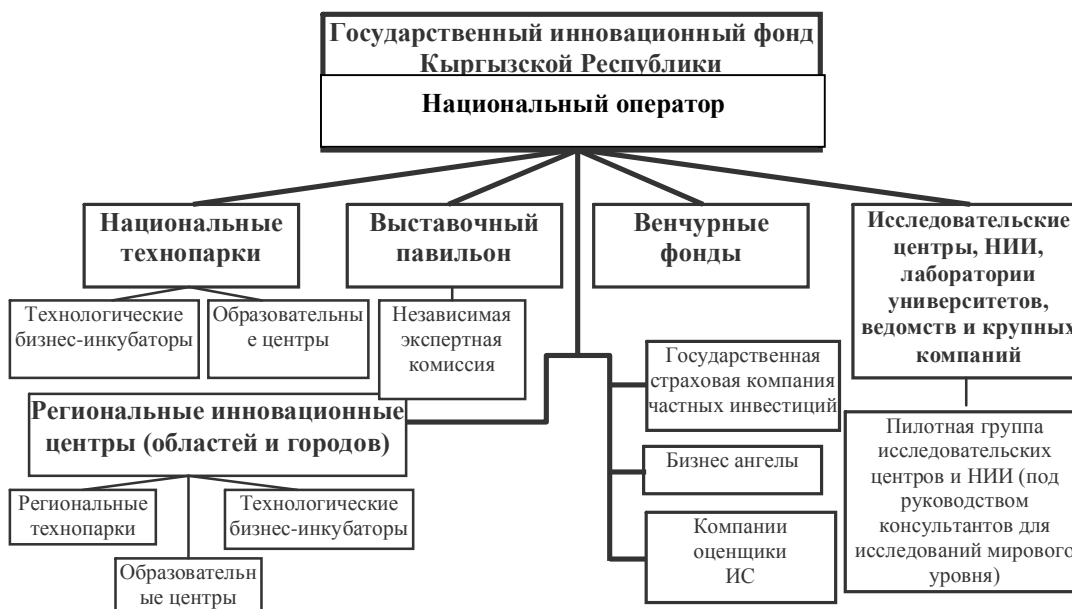 Государственный инновационный фонд
Кыргызской Республики
Национальный оператор
Национальные
технопарки
Выставочный
павильон
Венчурные
фонды
Исследовательские
центры, НИИ,
лаборатории
университетов,
ведомств и крупных
компаний
Технологические
бизнес-инкубаторы
Образовательны
е центры
Независимая
экспертная
комиссия
Государственная
страховая компания
частных инвестиций
Региональные инновационные
центры (областей и городов)
Бизнес ангелы
Пилотная группа
исследовательских
центров и НИИ (под
руководством
консультантов для
исследований мирового
уровня)
Региональные
технопарки
Технологические
бизнес-инкубаторы
Образовательн
ые центры
Компании
оценщики
ИС